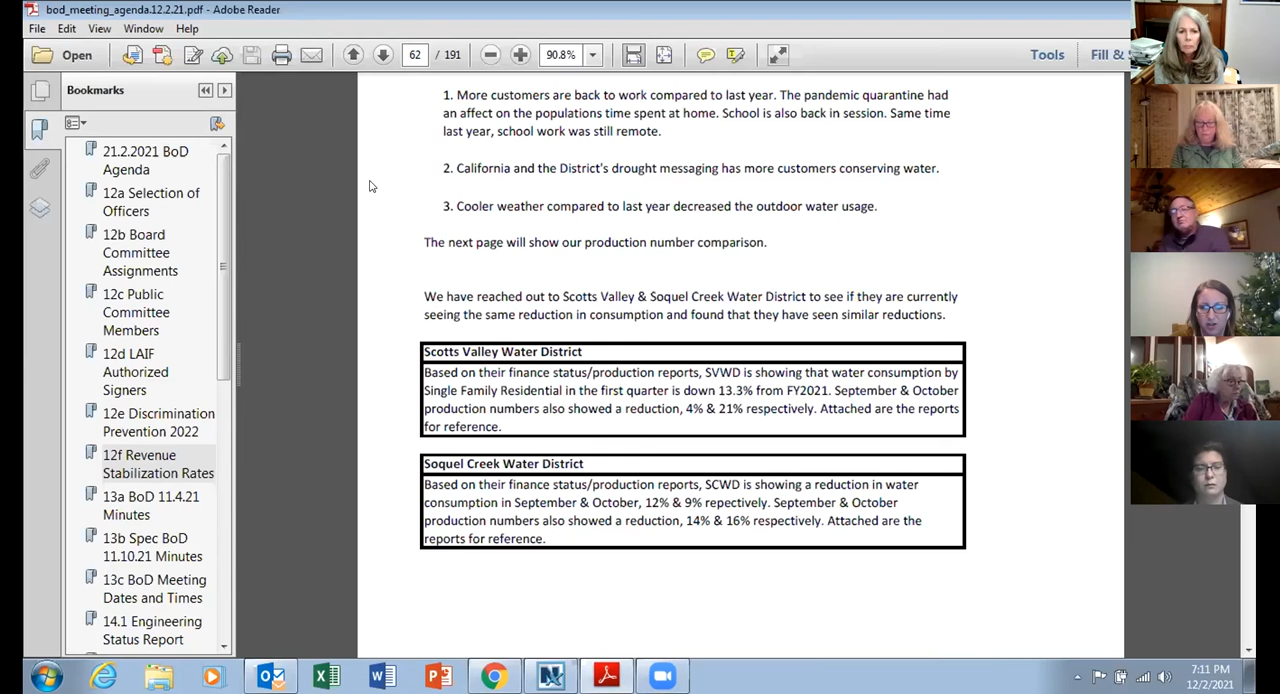 bod_meeting_agenda.12.2.21.pdf - Adobe Reader
File Edit View Window Help
Open 62 / 191 90.8% Tools Fill &
Bookmarks
21.2.2021 BoD
Agenda
12a Selection of
Officers
12b Board
Committee
Assignments
12c Public
Committee
Members
12d LAIF
Authorized
Signers
12e Discrimination
Prevention 2022
12f Revenue
Stabilization Rates
13a BoD 11.4.21
Minutes
13b Spec BoD
11.10.21 Minutes
13c BoD Meeting
Dates and Times
14.1 Engineering
Status Report
1. More customers are back to work compared to last year. The pandemic quarantine had
an affect on the populations time spent at home. School is also back in session. Same time
last year, school work was still remote.
2. California and the District's drought messaging has more customers conserving water.
3. Cooler weather compared to last year decreased the outdoor water usage.
The next page will show our production number comparison.
We have reached out to Scotts Valley & Soquel Creek Water District to see if they are currently
seeing the same reduction in consumption and found that they have seen similar reductions.
Scotts Valley Water District
Based on their finance status/production reports, SVWD is showing that water consumption by
Single Family Residential in the first quarter is down 13.3% from FY2021. September & October
production numbers also showed a reduction, 4% & 21% respectively. Attached are the reports
for reference.
Soquel Creek Water District
Based on their finance status/production reports, SCWD is showing a reduction in water
consumption in September & October, 12% & 9% repectively. September & October
production numbers also showed a reduction, 14% & 16% respectively. Attached are the
reports for reference.
7:11 PM
12/2/2021